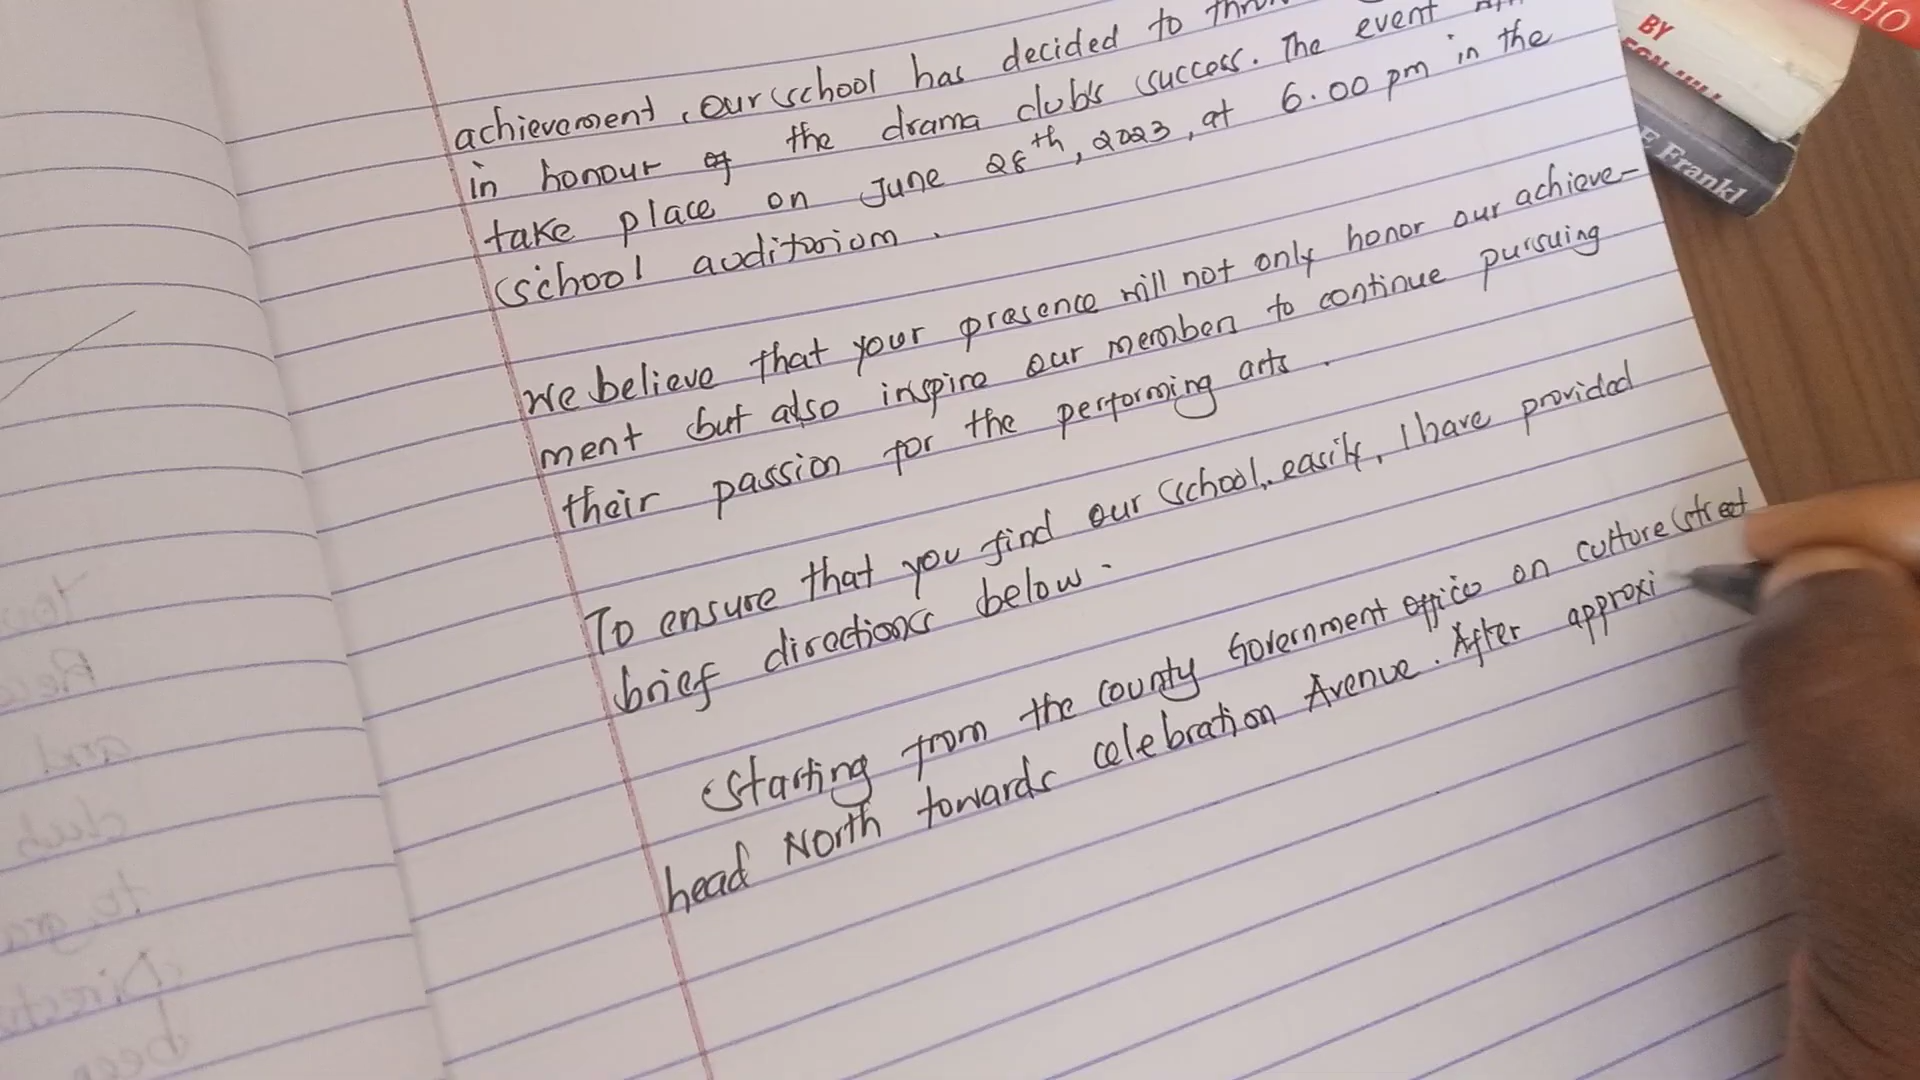 achievement, our school has decided to
in honour of the drama club's success. The event
take place on June 28th, 2023, at 6.00 pm in the
school auditorium.
We believe that your presence will not only honor our achieve-
ment but also inspire our members to continue pursuing
their passion for the performing arts.
To ensure that you find our school, easily, I have provided
brief directions below.
Starting from the county Government office on culture street
head North towards celebration Avenue. After approxi
BY
E Frankl